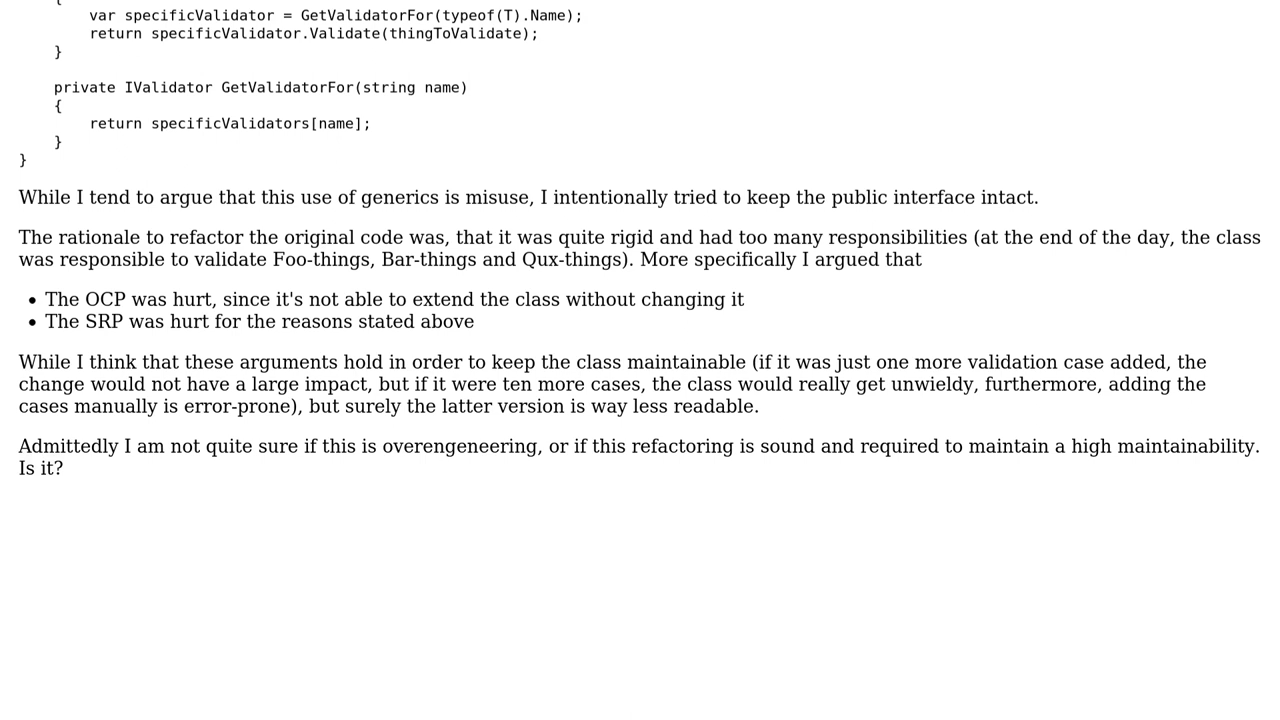 {
var specificValidator = GetValidatorFor(typeof(T).Name);
return specificValidator.Validate(thingToValidate);
}
private IValidator GetValidatorFor(string name)
{
return specificValidators[name];
}
}
While I tend to argue that this use of generics is misuse, I intentionally tried to keep the public interface intact.
The rationale to refactor the original code was, that it was quite rigid and had too many responsibilities (at the end of the day, the class
was responsible to validate Foo-things, Bar-things and Qux-things). More specifically I argued that
• The OCP was hurt, since it's not able to extend the class without changing it
• The SRP was hurt for the reasons stated above
While I think that these arguments hold in order to keep the class maintainable (if it was just one more validation case added, the
change would not have a large impact, but if it were ten more cases, the class would really get unwieldy, furthermore, adding the
cases manually is error-prone), but surely the latter version is way less readable.
Admittedly I am not quite sure if this is overengeneering, or if this refactoring is sound and required to maintain a high maintainability.
Is it?